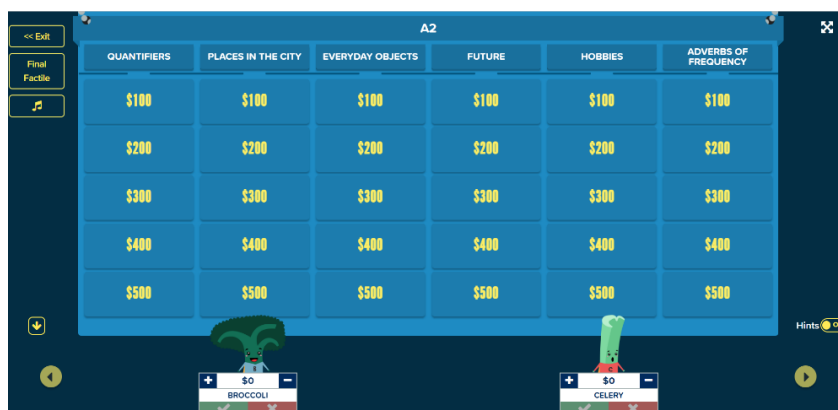 << Exit
Final
Factile
A2
QUANTIFIERS
PLACES IN THE CITY
EVERYDAY OBJECTS
FUTURE
HOBBIES
ADVERBS OF
FREQUENCY
$100 $100 $100 $100 $100 $100
$200 $200 $200 $200 $200 $200
$300 $300 $300 $300 $300 $300
$400 $400 $400 $400 $400 $400
$500 $500 $500 $500 $500 $500
Hints
+ $0 −
BROCCOLI
C
+ $0 −
CELERY